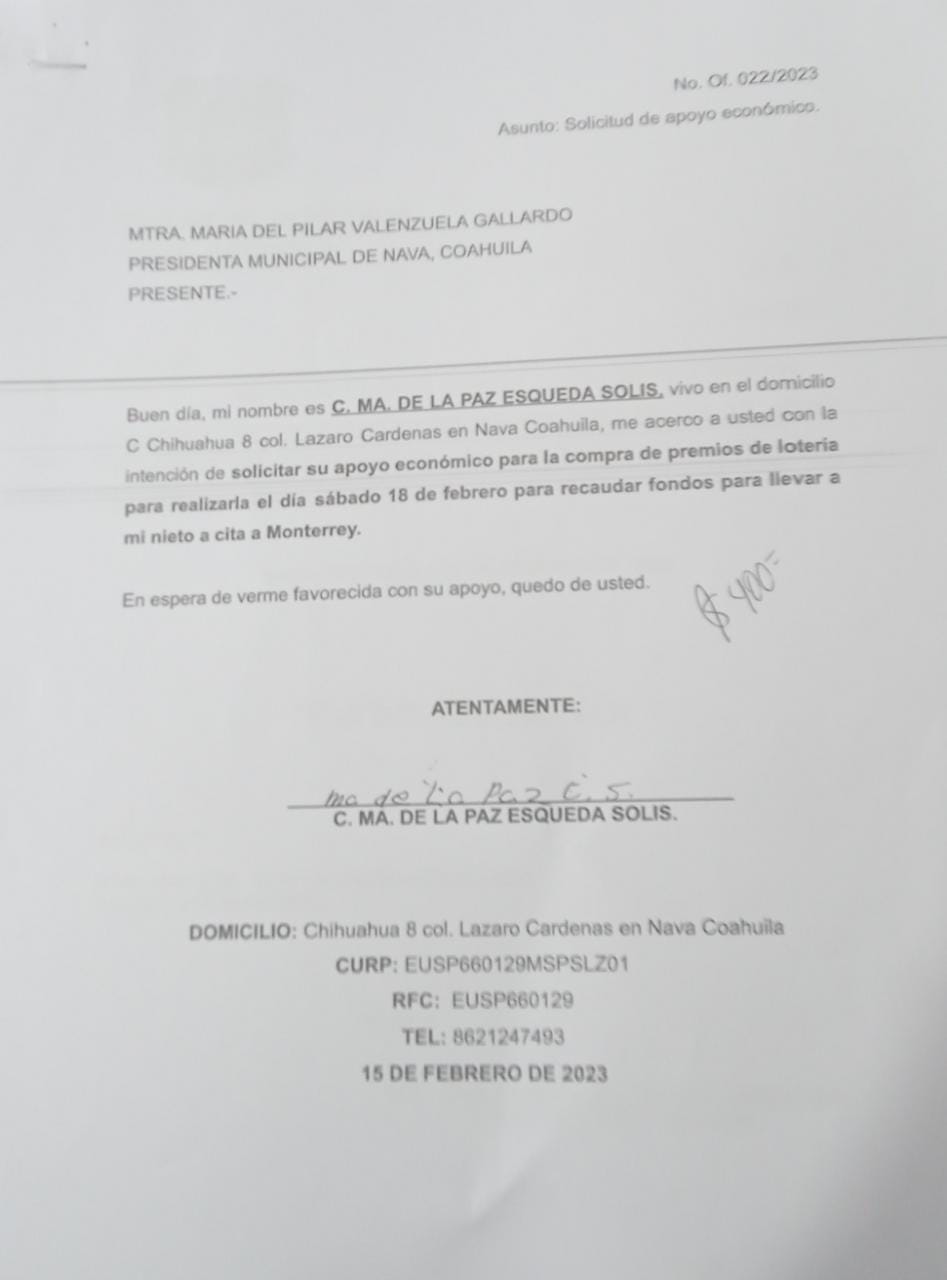 No. Of. 022/2023
Asunto: Solicitud de apoyo económico.
MTRA. MARIA DEL PILAR VALENZUELA GALLARDO
PRESIDENTA MUNICIPAL DE NAVA, COAHUILA
PRESENTE.-
Buen día, mi nombre es C. MA. DE LA PAZ ESQUEDA SOLIS, vivo en el domicilio
C Chihuahua 8 col. Lazaro Cardenas en Nava Coahuila, me acerco a usted con la
intención de solicitar su apoyo económico para la compra de premios de lotería
para realizarla el día sábado 18 de febrero para recaudar fondos para llevar a
mi nieto a cita a Monterrey.
En espera de verme favorecida con su apoyo, quedo de usted.
$ 400-
ATENTAMENTE:
ma de La Paz E. S.
C. MA. DE LA PAZ ESQUEDA SOLIS.
DOMICILIO: Chihuahua 8 col. Lazaro Cardenas en Nava Coahuila
CURP: EUSP660129MSPSLZ01
RFC: EUSP660129
TEL: 8621247493
15 DE FEBRERO DE 2023